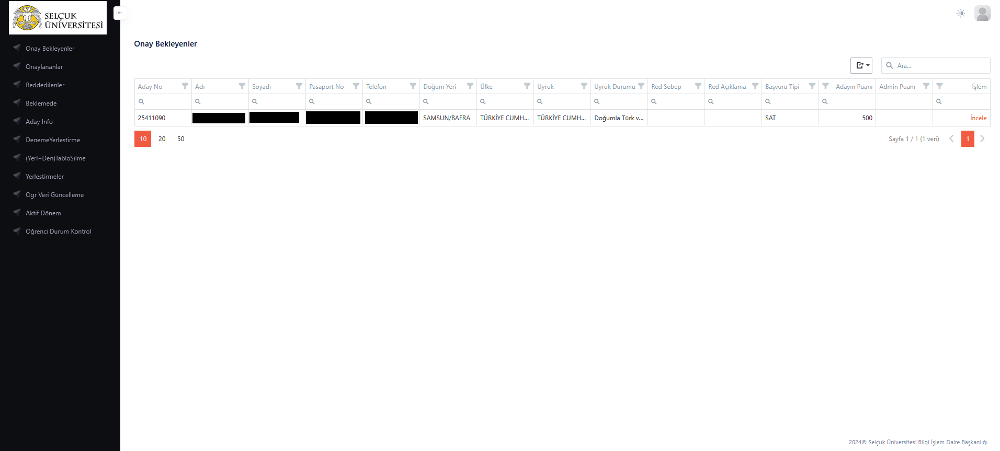 SELÇUK
ÜNİVERSİTESİ
Onay Bekleyenler
Onaylananlar
Reddedilenler
Beklemede
Aday Info
DenemeYerlestirme
(Yerl+Den)TabloSilme
Yerlestirmeler
Ogr Veri Güncelleme
Aktif Dönem
Öğrenci Durum Kontrol
Onay Bekleyenler
Ara...
Aday No Adı Soyadı Pasaport No Telefon Doğum Yeri Ülke Uyruk Uyruk Durumu Red Sebep Red Açıklama Başvuru Tipi Adayın Puanı Admin Puanı İşlem
25411090 SAMSUN/BAFRA TÜRKİYE CUMH... TÜRKİYE CUMH... Doğumla Türk v... SAT 500 İncele
10 20 50 Sayfa 1 / 1 (1 veri) 1
2024© Selçuk Üniversitesi Bilgi İşlem Daire Başkanlığı